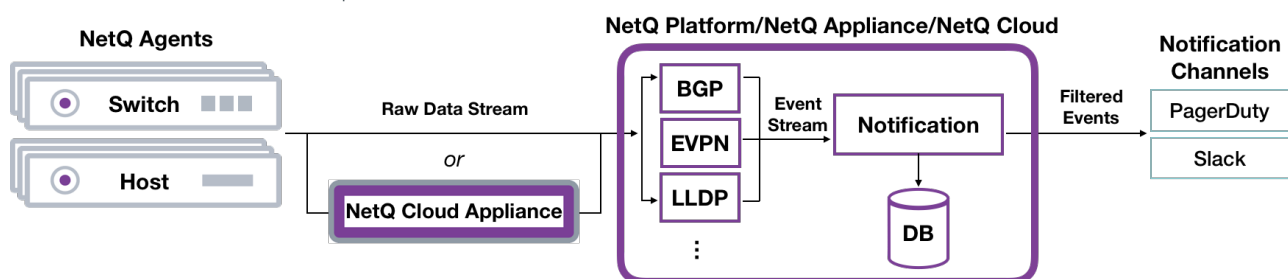 NetQ Agents
Switch
Host
Raw Data Stream
or
NetQ Cloud Appliance
NetQ Platform/NetQ Appliance/NetQ Cloud
BGP
EVPN
LLDP
Event
Stream
Notification
DB
Filtered
Events
Notification
Channels
PagerDuty
Slack